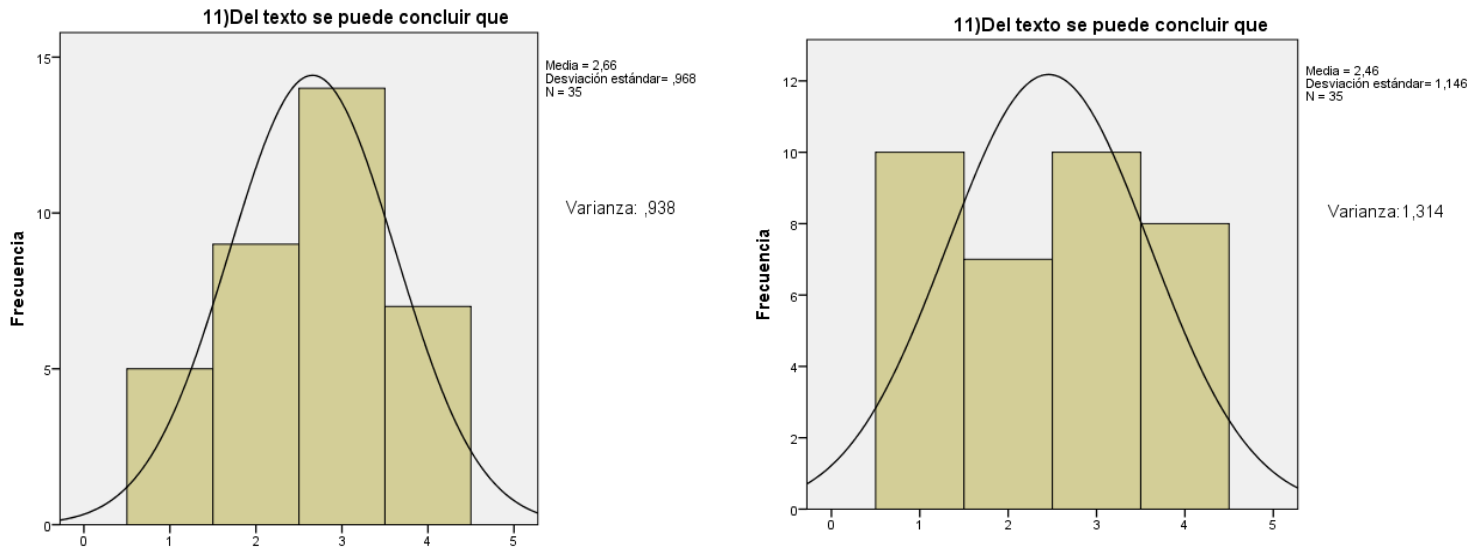 11)Del texto se puede concluir que
Media = 2,66
Desviación estándar= ,968
N = 35
Varianza: ,938
Frecuencia
15
10
5
0
0 1 2 3 4 5
11)Del texto se puede concluir que
Media = 2,46
Desviación estándar= 1,146
N = 35
Varianza:1,314
Frecuencia
12
10
8
6
4
2
0
0 1 2 3 4 5